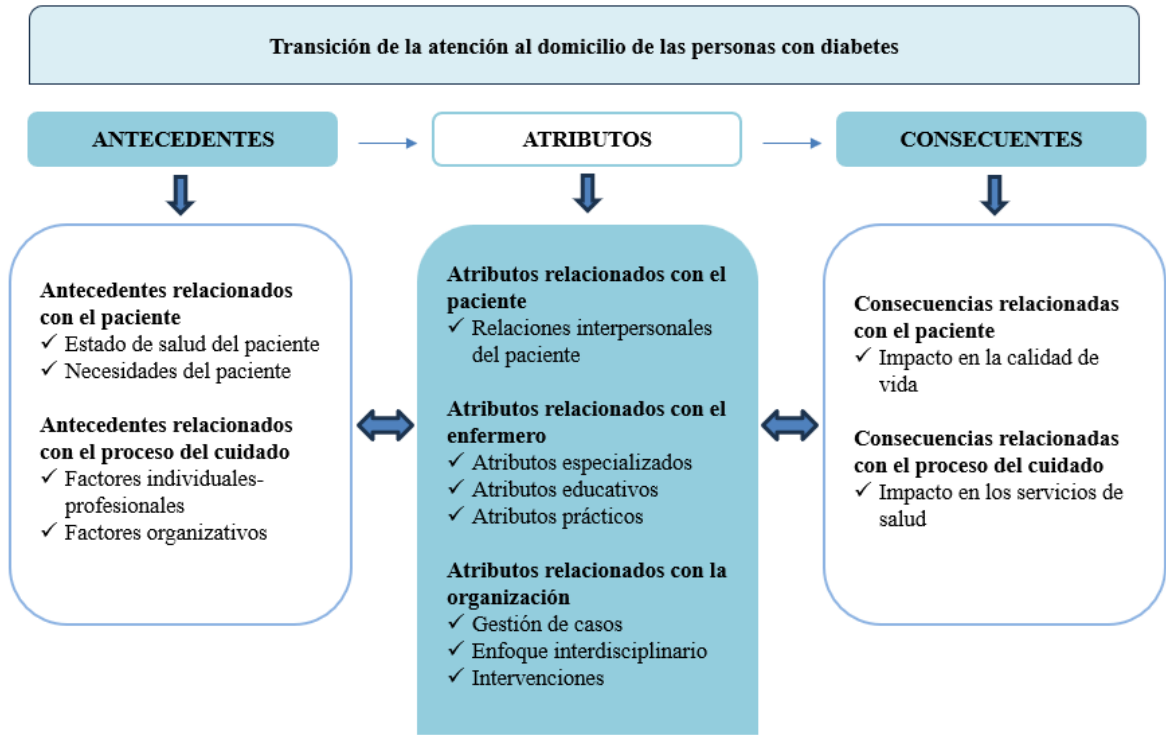 Transición de la atención al domicilio de las personas con diabetes
ANTECEDENTES
ATRIBUTOS
CONSECUENTES
Antecedentes relacionados
con el paciente
✓ Estado de salud del paciente
✓ Necesidades del paciente
Antecedentes relacionados
con el proceso del cuidado
✓ Factores individuales-
profesionales
✓ Factores organizativos
Atributos relacionados con el
paciente
✓ Relaciones interpersonales
del paciente
Atributos relacionados con el
enfermero
✓ Atributos especializados
✓ Atributos educativos
✓ Atributos prácticos
Atributos relacionados con la
organización
✓ Gestión de casos
✓ Enfoque interdisciplinario
✓ Intervenciones
Consecuencias relacionadas
con el paciente
✓ Impacto en la calidad de
vida
Consecuencias relacionadas
con el proceso del cuidado
✓ Impacto en los servicios de
salud